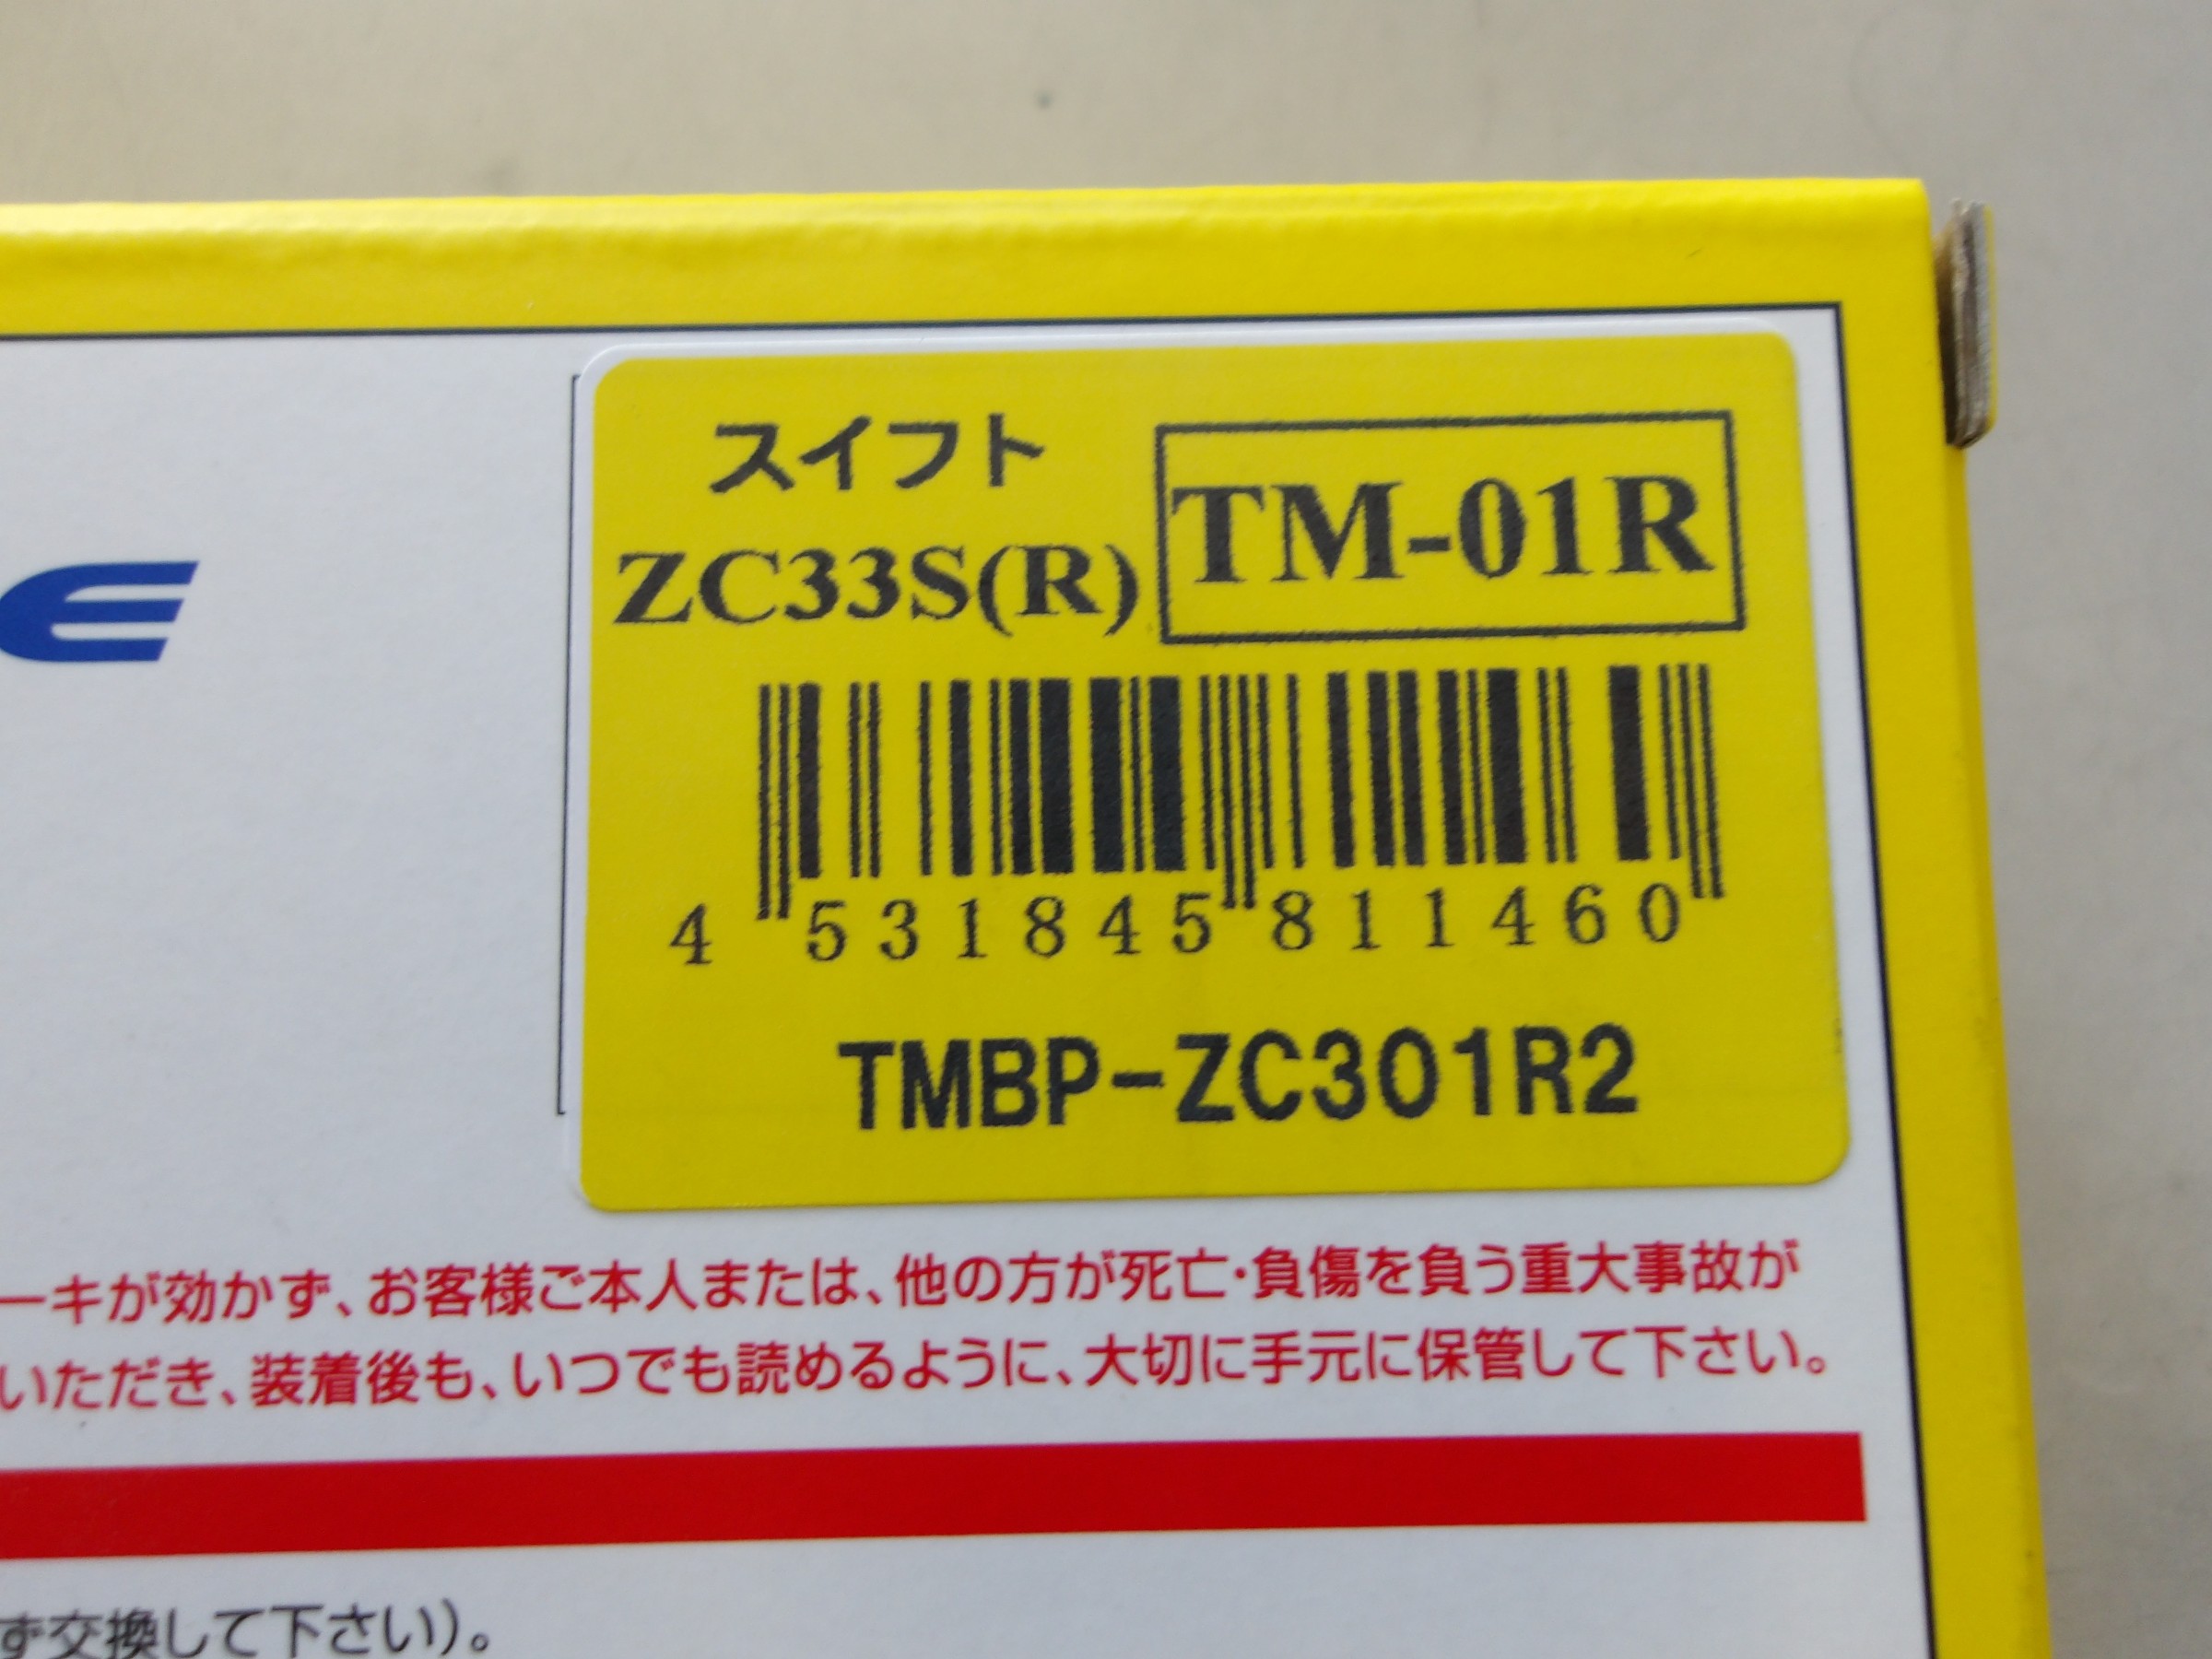 スイフト
ZC33S(R)
TM-01R
4 531845 811460
TMBP-ZC301R2
E
ーキが効かず、お客様ご本人または、他の方が死亡・負傷を負う重大事故が
いただき、装着後も、いつでも読めるように、大切に手元に保管して下さい。
ず交換して下さい）。